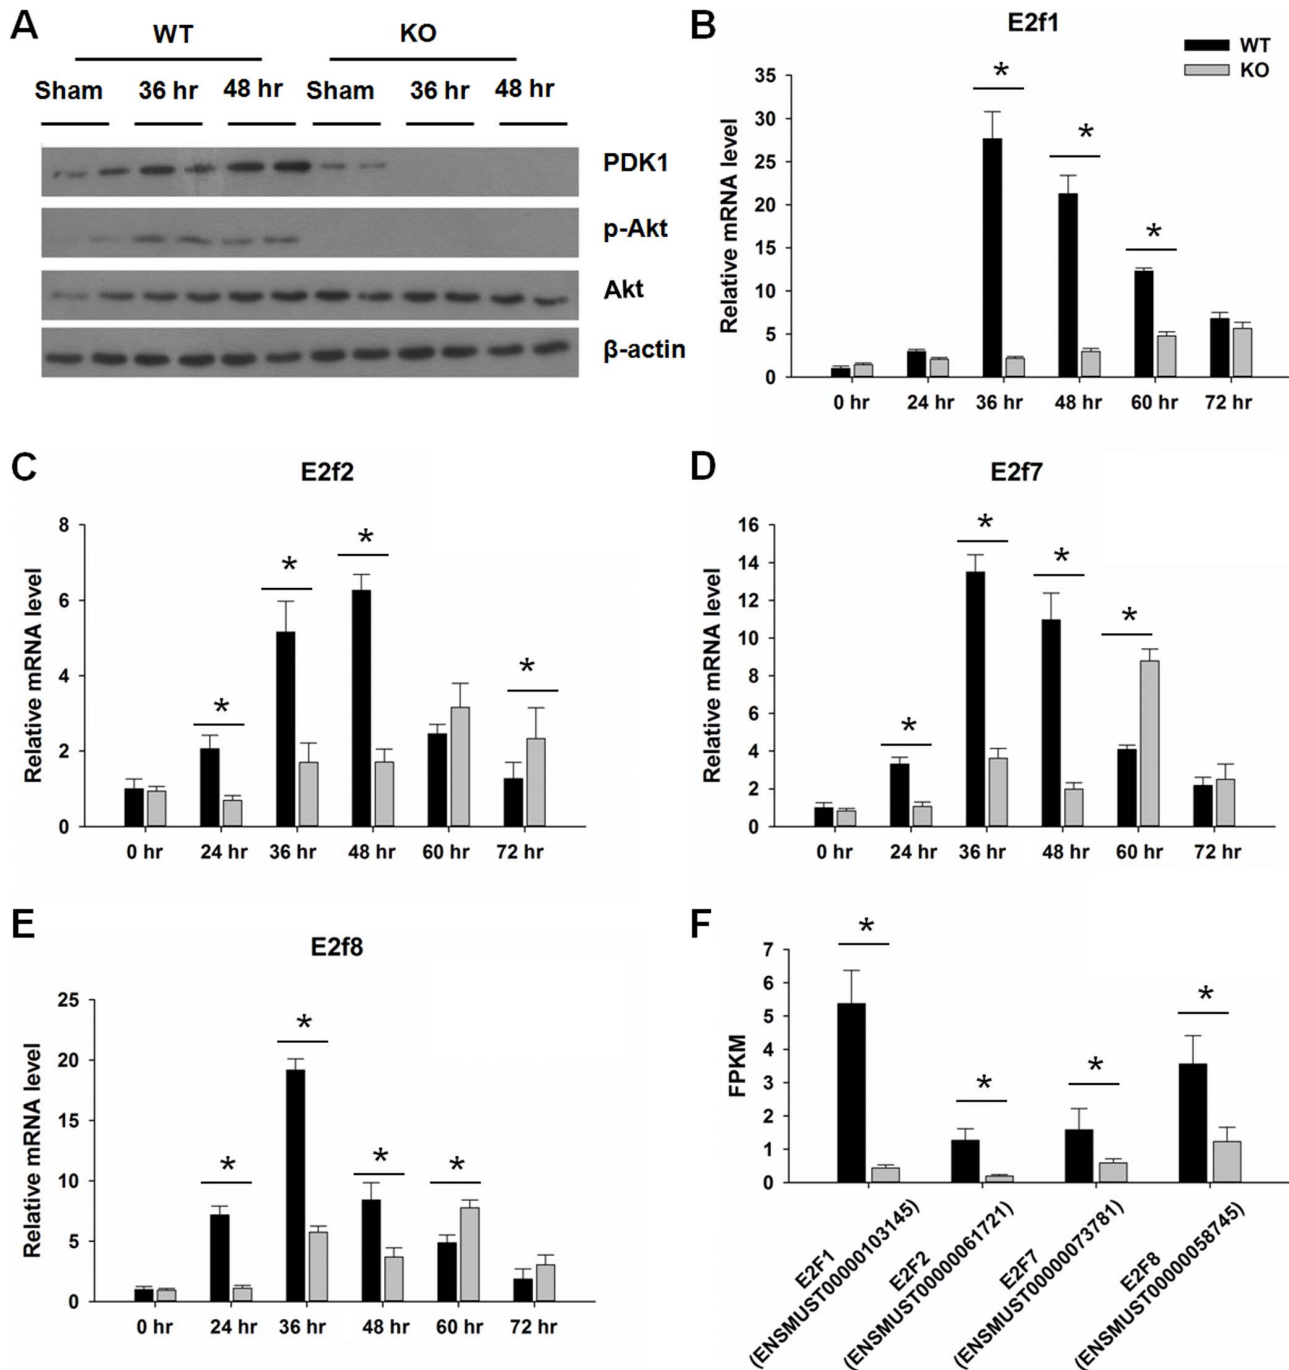 A
WT KO
Sham 36 hr 48 hr Sham 36 hr 48 hr
PDK1
p-Akt
Akt
β-actin
B
E2f1
WT
KO
Relative mRNA level
35
30
25
20
15
10
5
0
* * *
0 hr 24 hr 36 hr 48 hr 60 hr 72 hr
C
E2f2
Relative mRNA level
8
6
4
2
0
* * * *
0 hr 24 hr 36 hr 48 hr 60 hr 72 hr
D
E2f7
Relative mRNA level
16
14
12
10
8
6
4
2
0
* * * *
0 hr 24 hr 36 hr 48 hr 60 hr 72 hr
E
E2f8
Relative mRNA level
25
20
15
10
5
0
* * * *
0 hr 24 hr 36 hr 48 hr 60 hr 72 hr
F
FPKM
7
6
5
4
3
2
1
0
* * * *
E2F1
(ENSMUST00000103145)
E2F2
(ENSMUST00000061721)
E2F7
(ENSMUST00000073781)
E2F8
(ENSMUST00000058745)